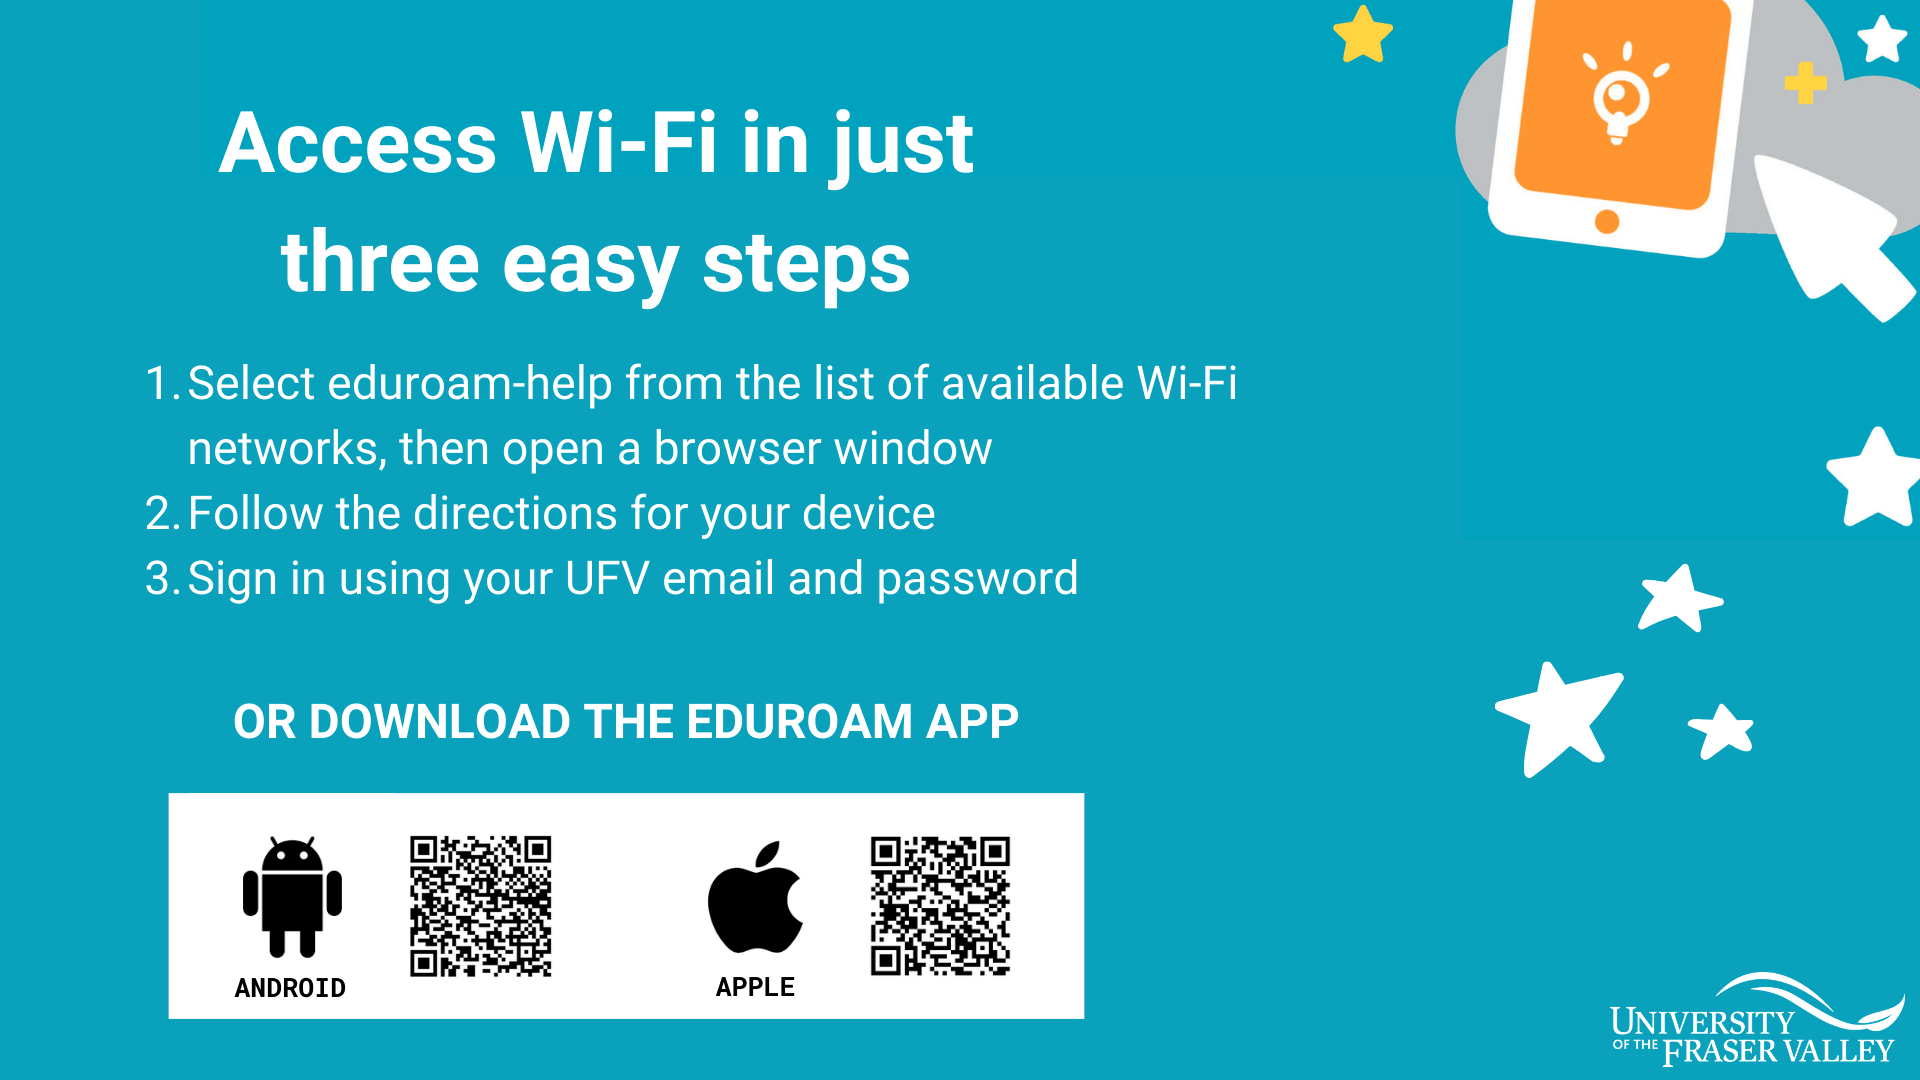 Access Wi-Fi in just
three easy steps
1. Select eduroam-help from the list of available Wi-Fi
networks, then open a browser window
2. Follow the directions for your device
3. Sign in using your UFV email and password
OR DOWNLOAD THE EDUROAM APP
ANDROID
APPLE
UNIVERSITY
OF THE FRASER VALLEY